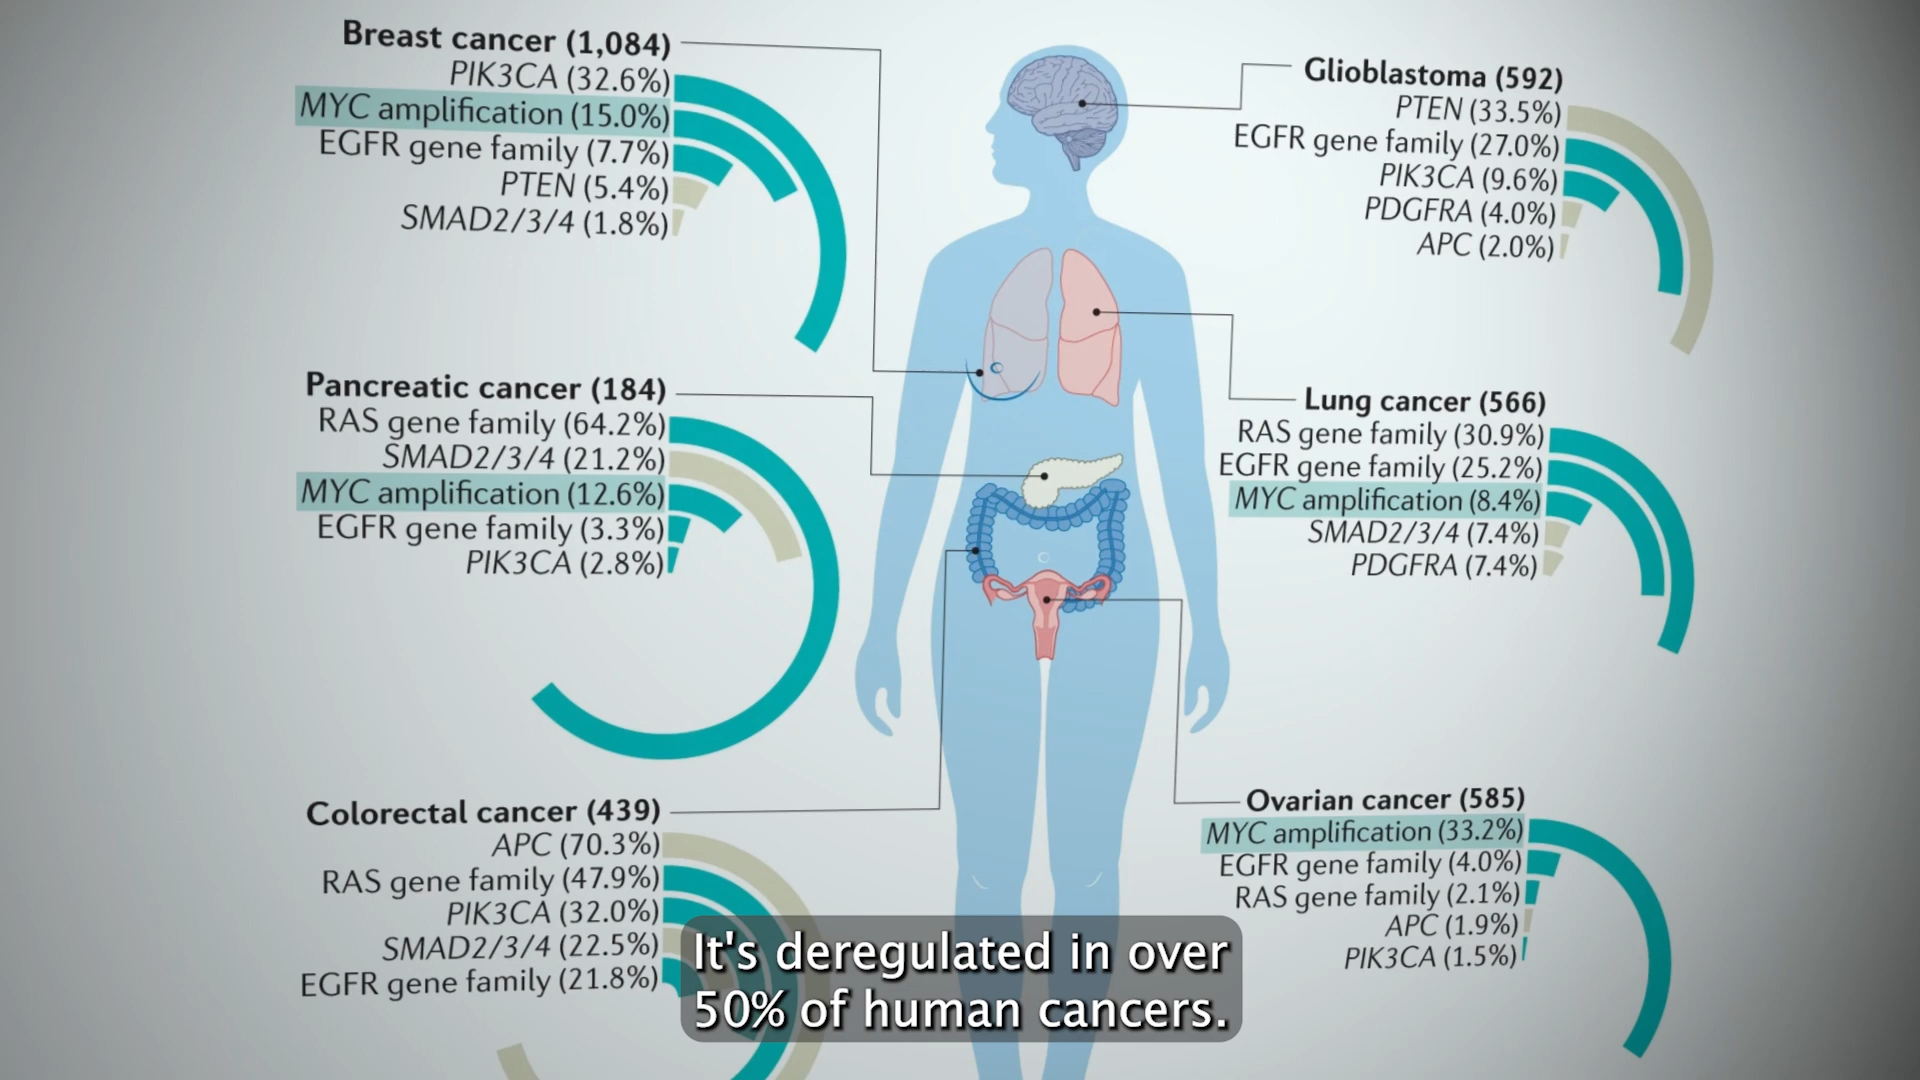 Breast cancer (1,084)
PIK3CA (32.6%)
MYC amplification (15.0%)
EGFR gene family (7.7%)
PTEN (5.4%)
SMAD2/3/4 (1.8%)
Glioblastoma (592)
PTEN (33.5%)
EGFR gene family (27.0%)
PIK3CA (9.6%)
PDGFRA (4.0%)
APC (2.0%)
Pancreatic cancer (184)
RAS gene family (64.2%)
SMAD2/3/4 (21.2%)
MYC amplification (12.6%)
EGFR gene family (3.3%)
PIK3CA (2.8%)
Lung cancer (566)
RAS gene family (30.9%)
EGFR gene family (25.2%)
MYC amplification (8.4%)
SMAD2/3/4 (7.4%)
PDGFRA (7.4%)
Colorectal cancer (439)
APC (70.3%)
RAS gene family (47.9%)
PIK3CA (32.0%)
SMAD2/3/4 (22.5%)
EGFR gene family (21.8%)
Ovarian cancer (585)
MYC amplification (33.2%)
EGFR gene family (4.0%)
RAS gene family (2.1%)
APC (1.9%)
PIK3CA (1.5%)
It's deregulated in over
50% of human cancers.